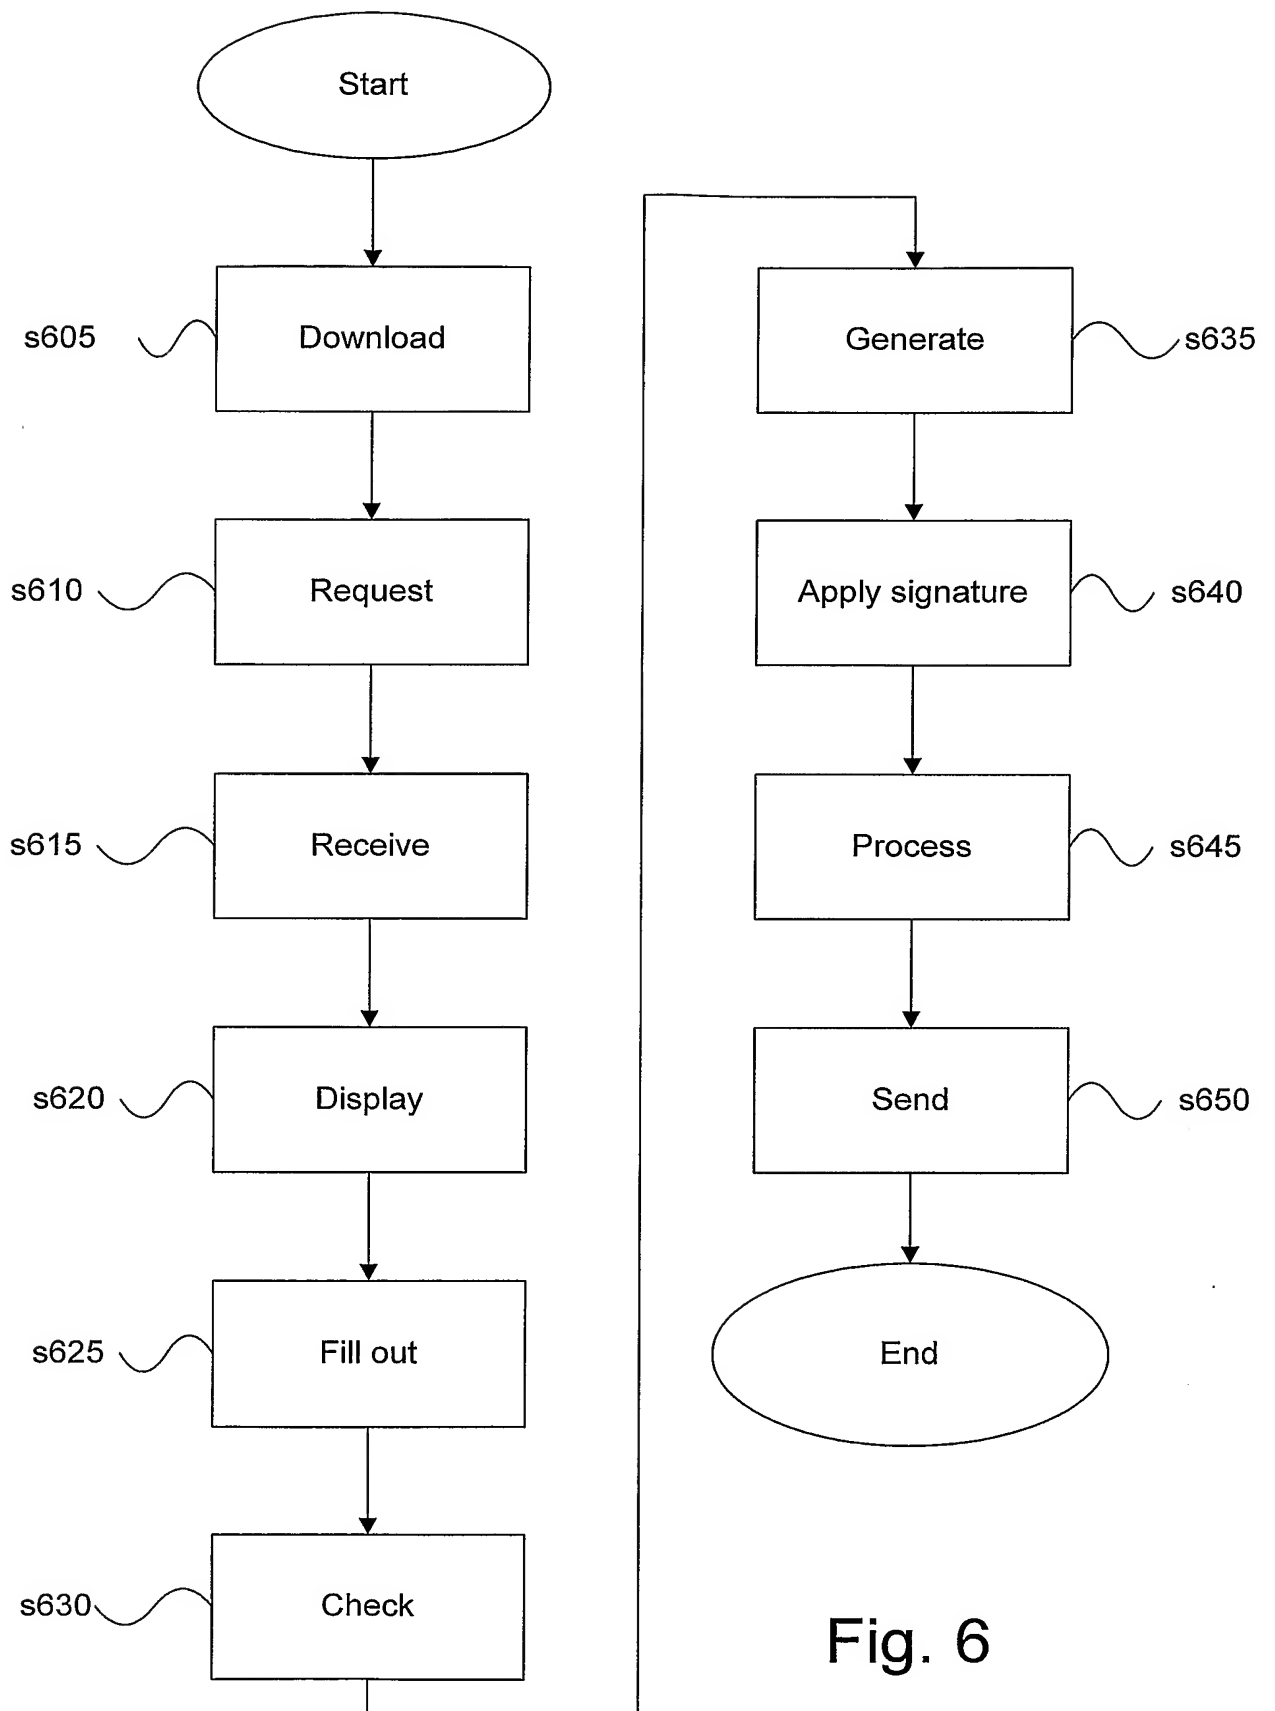 Start
s605 Download
s610 Request
s615 Receive
s620 Display
s625 Fill out
s630 Check
Generate s635
Apply signature s640
Process s645
Send s650
End
Fig. 6